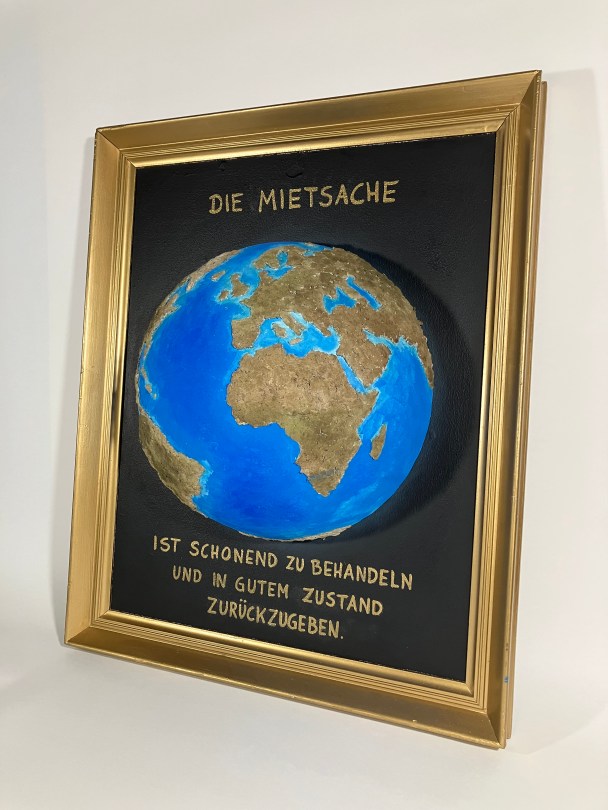 DIE MIETSACHE
IST SCHONEND ZU BEHANDELN
UND IN GUTEM ZUSTAND
ZURÜCKZUGEBEN.